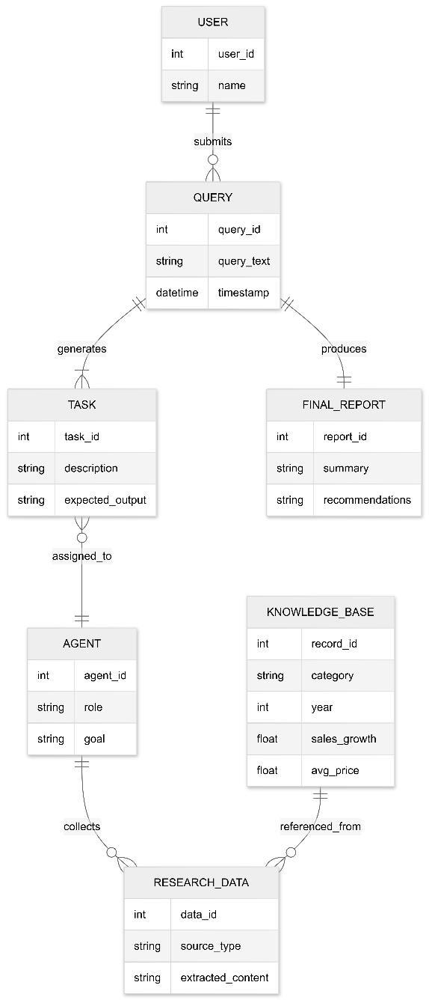 USER
int user_id
string name
submits
QUERY
int query_id
string query_text
datetime timestamp
generates
produces
TASK
int task_id
string description
string expected_output
FINAL_REPORT
int report_id
string summary
string recommendations
assigned_to
AGENT
int agent_id
string role
string goal
KNOWLEDGE_BASE
int record_id
string category
int year
float sales_growth
float avg_price
collects
referenced_from
RESEARCH_DATA
int data_id
string source_type
string extracted_content